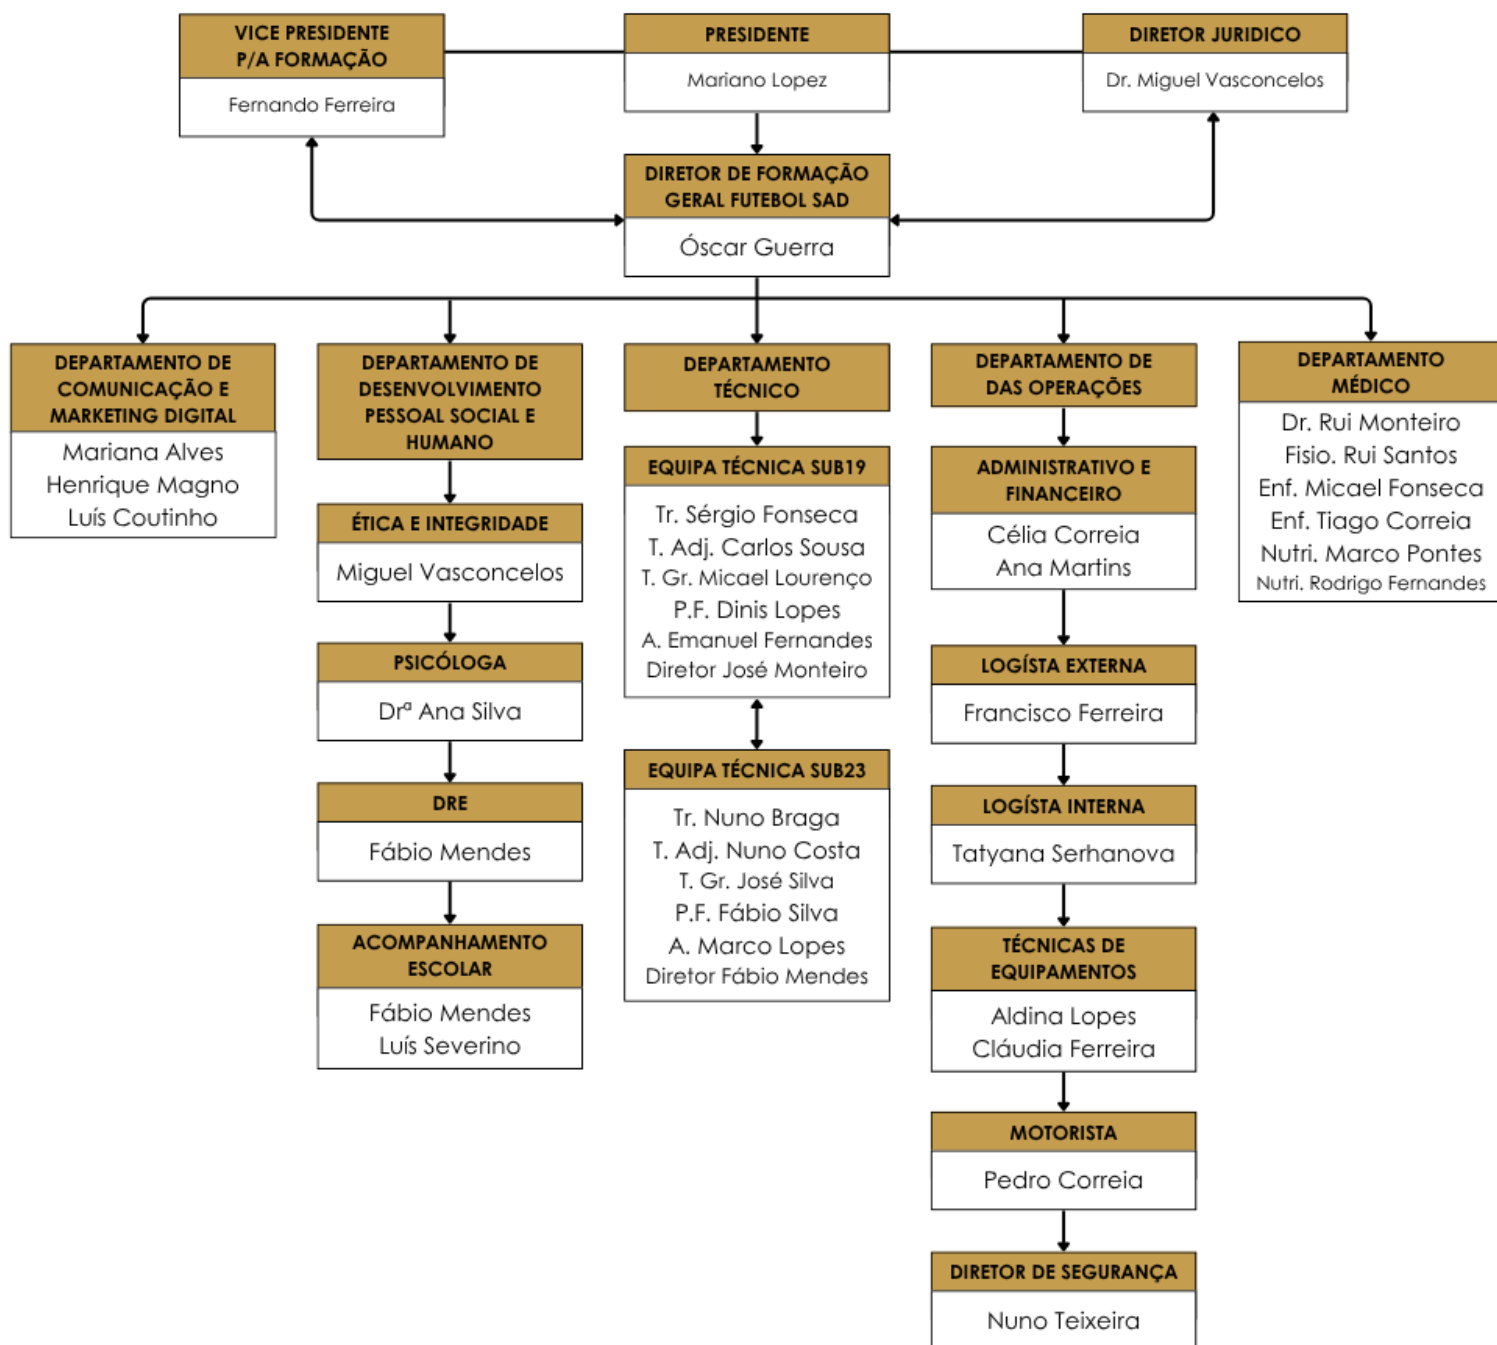 VICE PRESIDENTE
P/A FORMAÇÃO
Fernando Ferreira
PRESIDENTE
Mariano Lopez
DIRETOR JURIDICO
Dr. Miguel Vasconcelos
DIRETOR DE FORMAÇÃO
GERAL FUTEBOL SAD
Óscar Guerra
DEPARTAMENTO DE
COMUNICAÇÃO E
MARKETING DIGITAL
Mariana Alves
Henrique Magno
Luís Coutinho
DEPARTAMENTO DE
DESENVOLVIMENTO
PESSOAL SOCIAL E
HUMANO
ÉTICA E INTEGRIDADE
Miguel Vasconcelos
PSICÓLOGA
Drª Ana Silva
DRE
Fábio Mendes
ACOMPANHAMENTO
ESCOLAR
Fábio Mendes
Luís Severino
DEPARTAMENTO
TÉCNICO
EQUIPA TÉCNICA SUB19
Tr. Sérgio Fonseca
T. Adj. Carlos Sousa
T. Gr. Micael Lourenço
P.F. Dinis Lopes
A. Emanuel Fernandes
Diretor José Monteiro
EQUIPA TÉCNICA SUB23
Tr. Nuno Braga
T. Adj. Nuno Costa
T. Gr. José Silva
P.F. Fábio Silva
A. Marco Lopes
Diretor Fábio Mendes
DEPARTAMENTO DE
DAS OPERAÇÕES
ADMINISTRATIVO E
FINANCEIRO
Célia Correia
Ana Martins
LOGÍSTA EXTERNA
Francisco Ferreira
LOGÍSTA INTERNA
Tatyana Serhanova
TÉCNICAS DE
EQUIPAMENTOS
Aldina Lopes
Cláudia Ferreira
MOTORISTA
Pedro Correia
DIRETOR DE SEGURANÇA
Nuno Teixeira
DEPARTAMENTO
MÉDICO
Dr. Rui Monteiro
Fisio. Rui Santos
Enf. Micael Fonseca
Enf. Tiago Correia
Nutri. Marco Pontes
Nutri. Rodrigo Fernandes